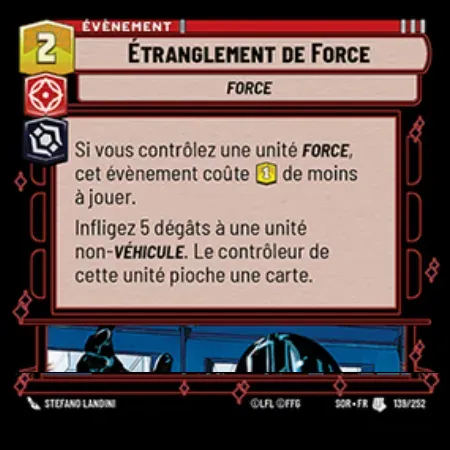 ÉVÈNEMENT
2
ÉTRANGLEMENT DE FORCE
FORCE
Si vous contrôlez une unité FORCE,
cet évènement coûte 1 de moins
à jouer.
Infligez 5 dégâts à une unité
non-VÉHICULE. Le contrôleur de
cette unité pioche une carte.
STEFANO LANDINI ©LFL ©FFG SOR • FR 139/252